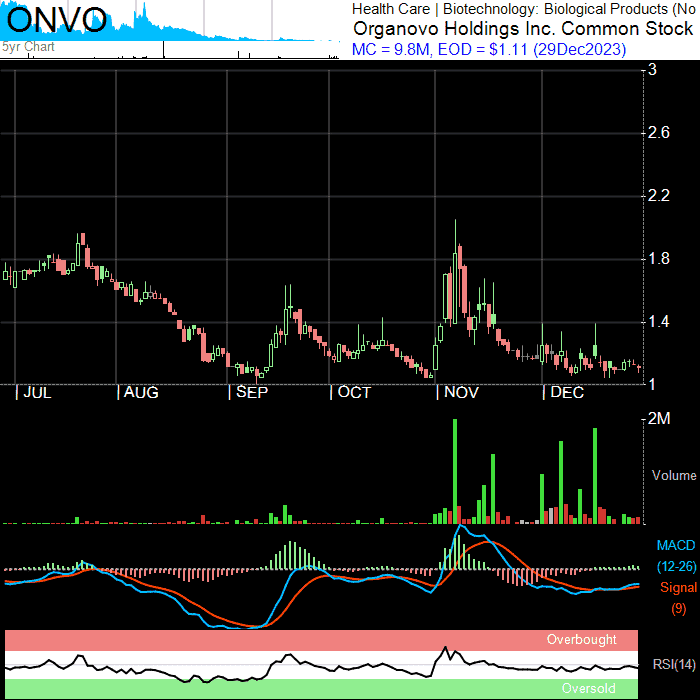 ONVO
5yr Chart
Health Care | Biotechnology: Biological Products (No
Organovo Holdings Inc. Common Stock
MC = 9.8M, EOD = $1.11 (29Dec2023)
3
2.6
2.2
1.8
1.4
1
JUL AUG SEP OCT NOV DEC
2M
Volume
MACD
(12-26)
Signal
(9)
Overbought
RSI(14)
Oversold